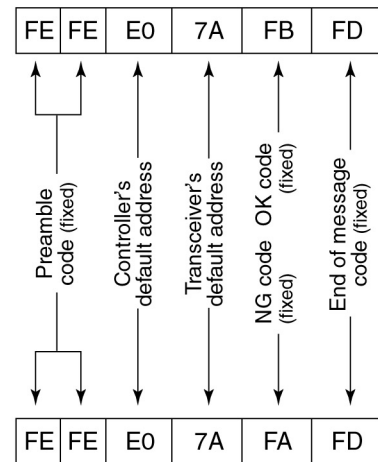 FE FE E0 7A FB FD
Preamble
code (fixed)
Controller's
default address
Transceiver's
default address
OK code
(fixed)
NG code
(fixed)
End of message
code (fixed)
FE FE E0 7A FA FD